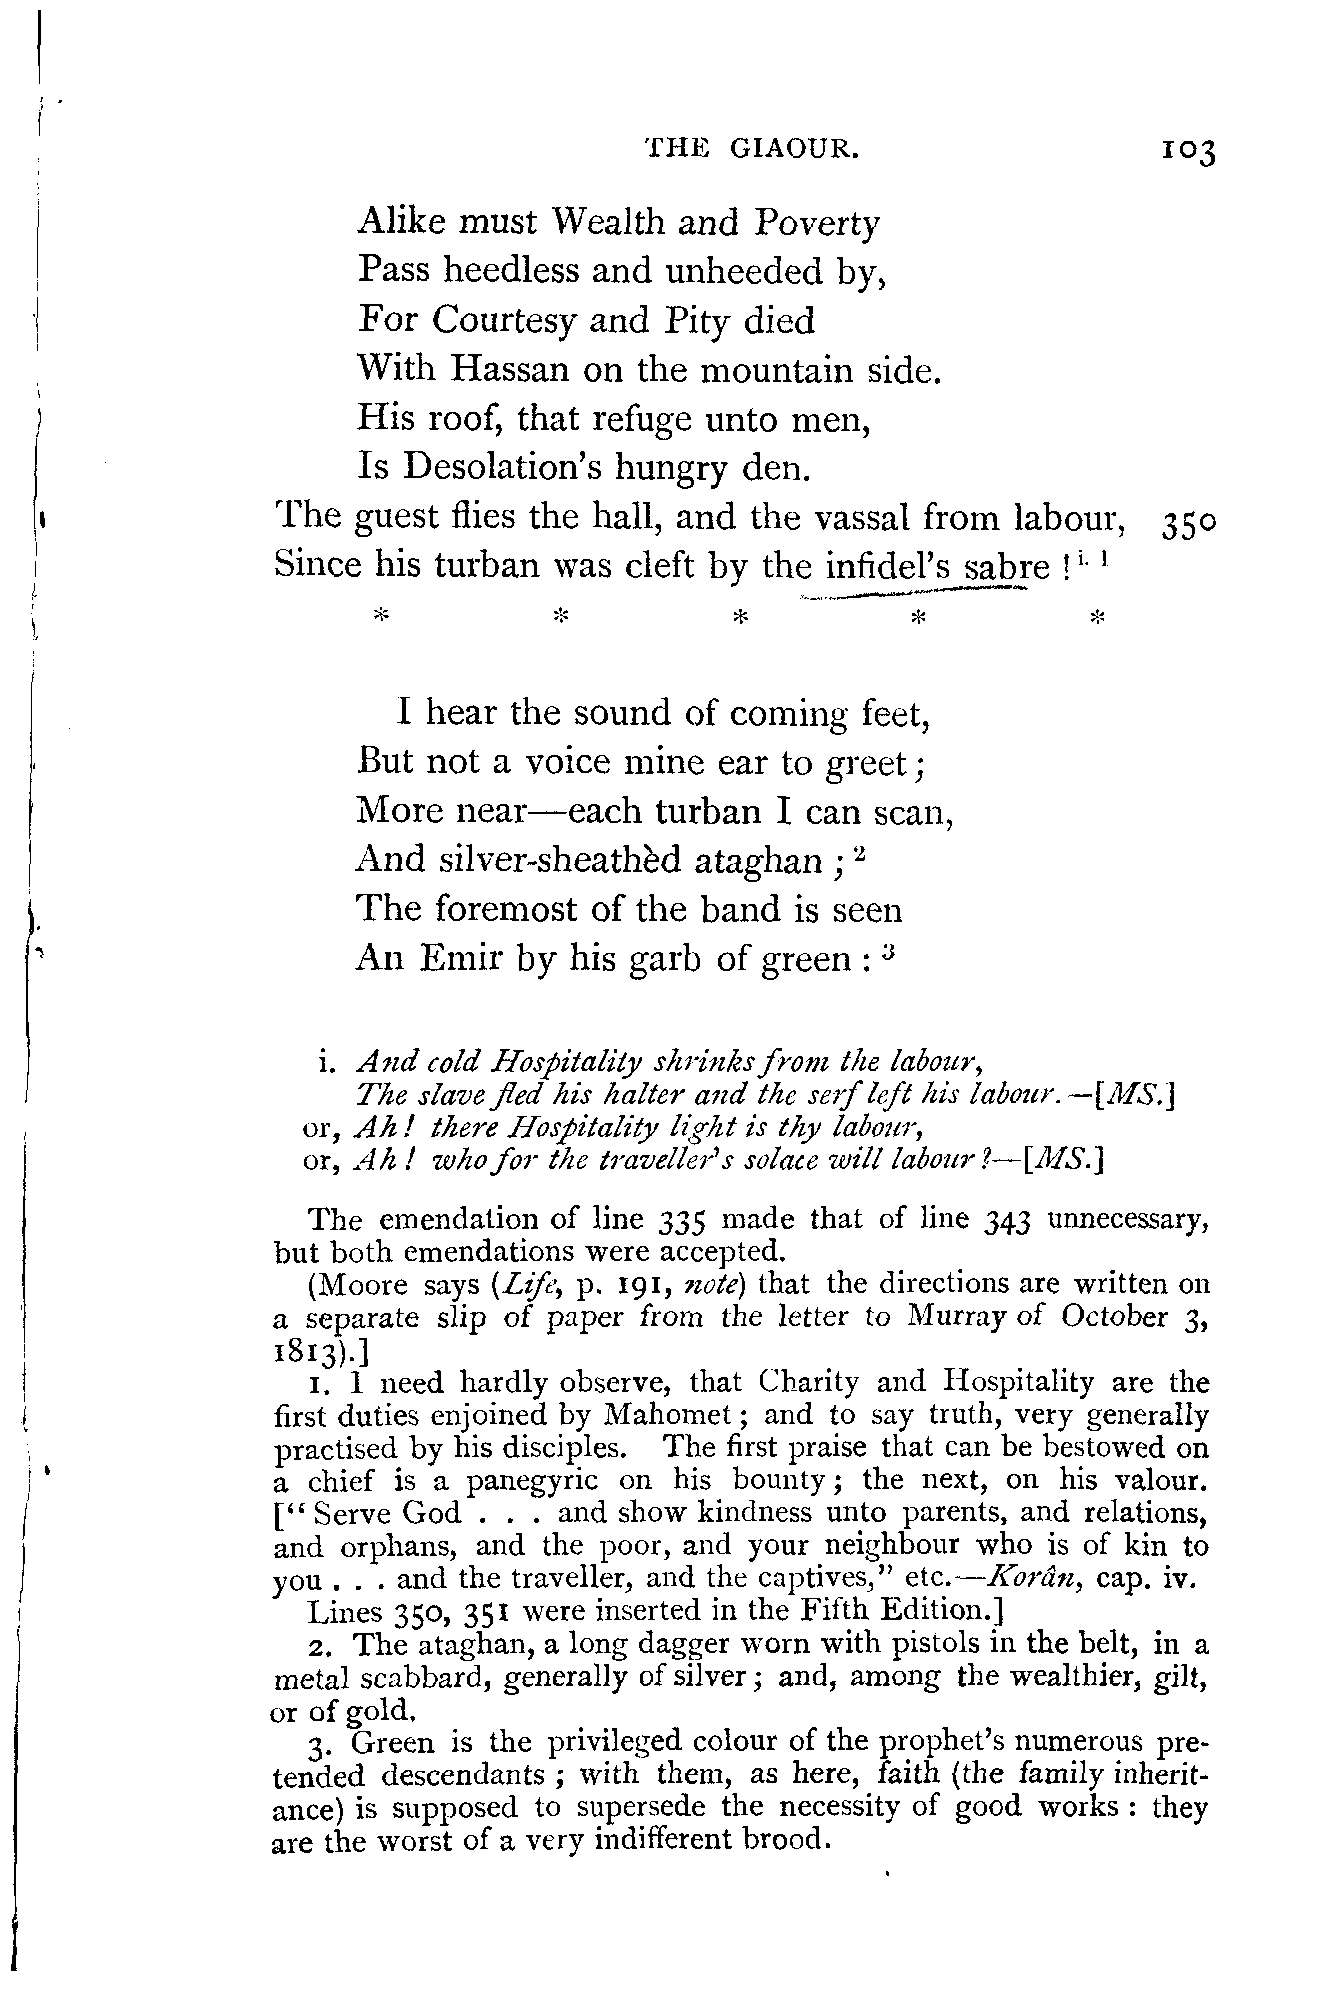 THE GIAOUR. 103
Alike must Wealth and Poverty
Pass heedless and unheeded by,
For Courtesy and Pity died
With Hassan on the mountain side.
His roof, that refuge unto men,
Is Desolation's hungry den.
The guest flies the hall, and the vassal from labour, 350
Since his turban was cleft by the infidel's sabre ! i. 1
* * * * *
I hear the sound of coming feet,
But not a voice mine ear to greet ;
More near—each turban I can scan,
And silver-sheathèd ataghan ; 2
The foremost of the band is seen
An Emir by his garb of green : 3
i. And cold Hospitality shrinks from the labour,
The slave fled his halter and the serf left his labour.—[MS.]
or, Ah ! there Hospitality light is thy labour,
or, Ah ! who for the traveller's solace will labour ?—[MS.]
The emendation of line 335 made that of line 343 unnecessary,
but both emendations were accepted.
(Moore says (Life, p. 191, note) that the directions are written on
a separate slip of paper from the letter to Murray of October 3,
1813).]
1. I need hardly observe, that Charity and Hospitality are the
first duties enjoined by Mahomet ; and to say truth, very generally
practised by his disciples. The first praise that can be bestowed on
a chief is a panegyric on his bounty ; the next, on his valour.
[" Serve God . . . and show kindness unto parents, and relations,
and orphans, and the poor, and your neighbour who is of kin to
you . . . and the traveller, and the captives," etc.—Korân, cap. iv.
Lines 350, 351 were inserted in the Fifth Edition.]
2. The ataghan, a long dagger worn with pistols in the belt, in a
metal scabbard, generally of silver ; and, among the wealthier, gilt,
or of gold.
3. Green is the privileged colour of the prophet's numerous pre-
tended descendants ; with them, as here, faith (the family inherit-
ance) is supposed to supersede the necessity of good works : they
are the worst of a very indifferent brood.